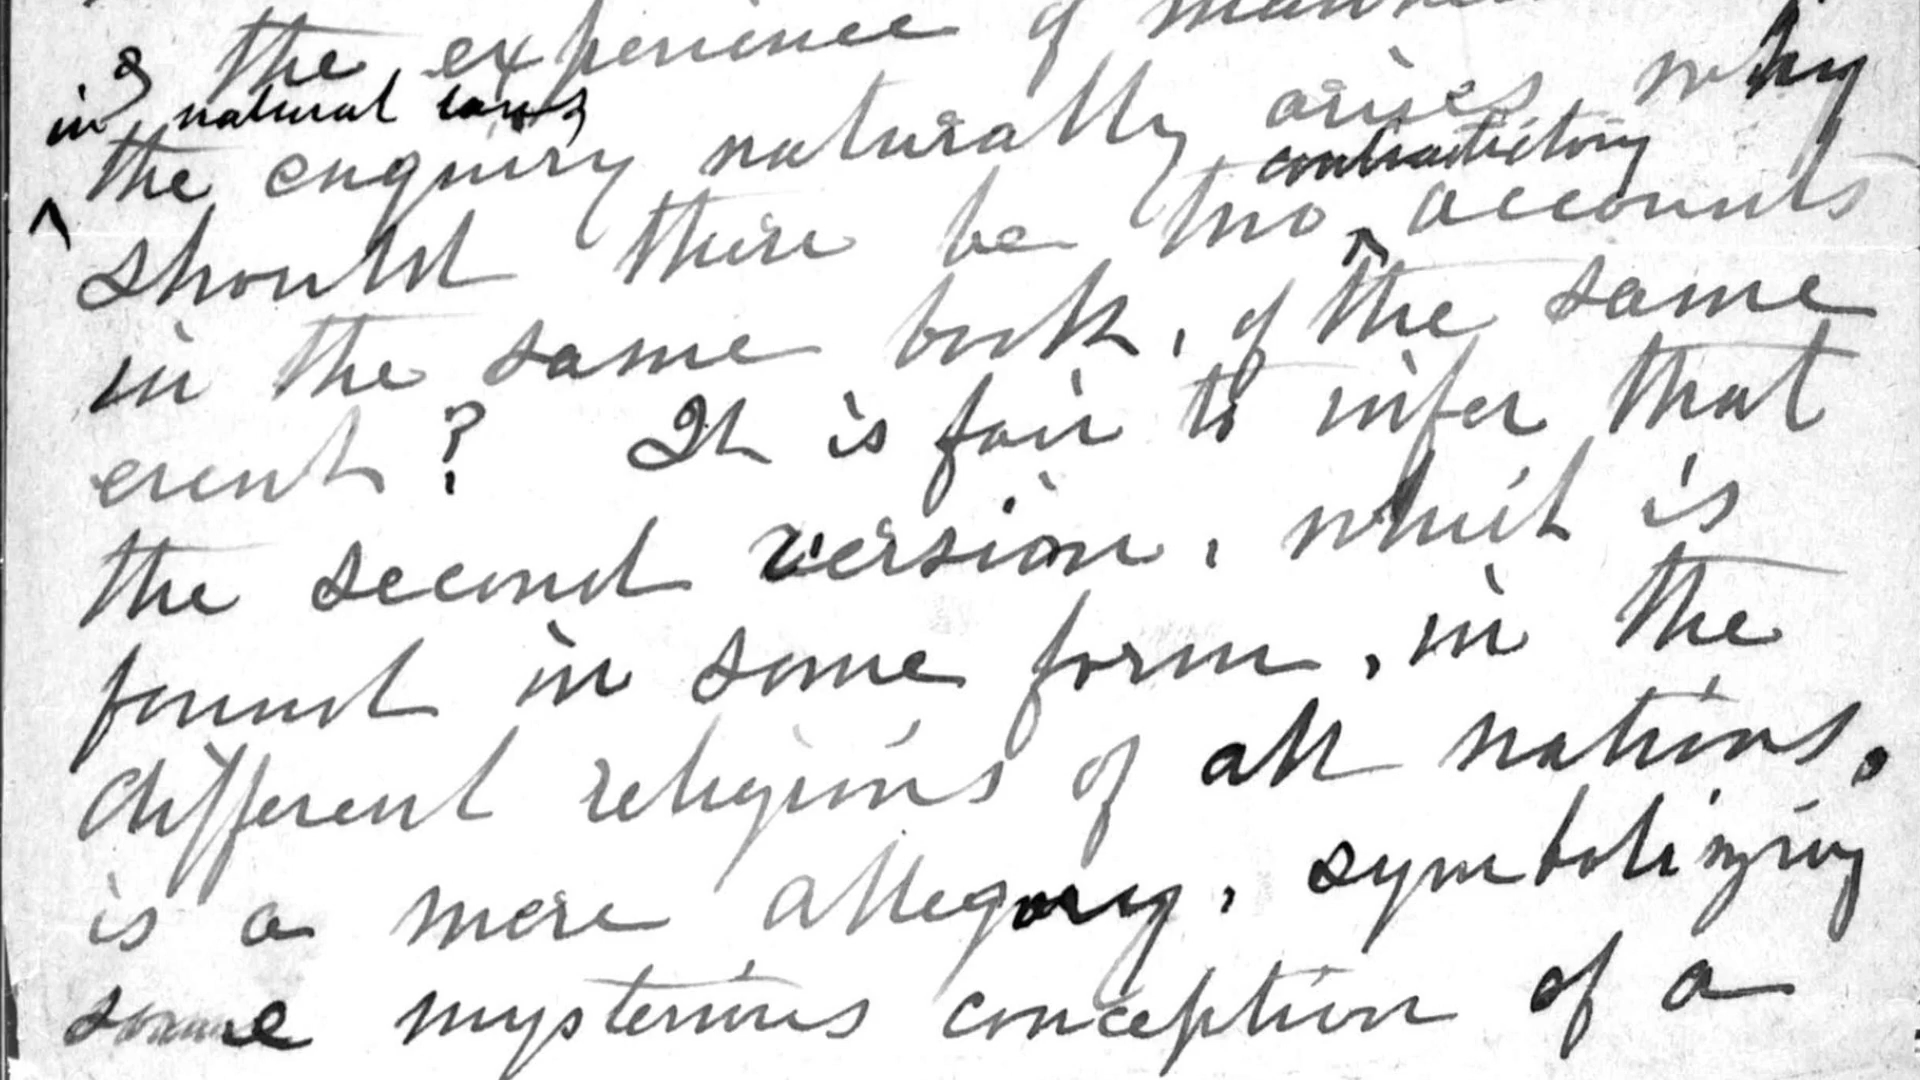 & the experience of
in natural laws
the enquiry naturally arises, why
contradictory
should there be two ^ accounts
in the same book, of the same
event? It is fair to infer that
the second version, which is
found in some form, in the
different religions of all nations,
is a mere allegory, symbolizing
some mysterious conception of a